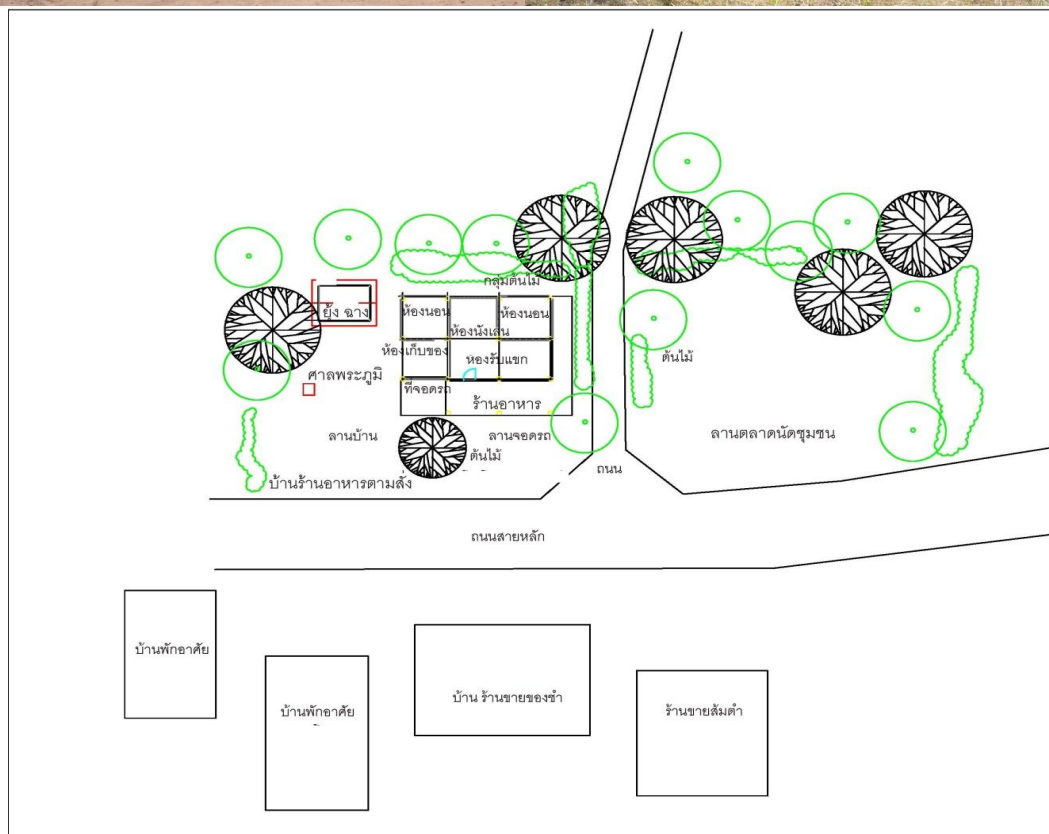 กลุ่มต้นไม้
ยุ้ง ฉาง
ห้องนอน
ห้องนอน
ห้องนั่งเล่น
ห้องเก็บของ
ห้องรับแขก
ต้นไม้
ศาลพระภูมิ
ที่จอดรถ
ร้านอาหาร
ลานบ้าน
ลานจอดรถ
ลานตลาดนัดชุมชน
ต้นไม้
ถนน
บ้านร้านอาหารตามสั่ง
ถนนสายหลัก
บ้านพักอาศัย
บ้านพักอาศัย
บ้าน ร้านขายของชำ
ร้านขายส้มตำ